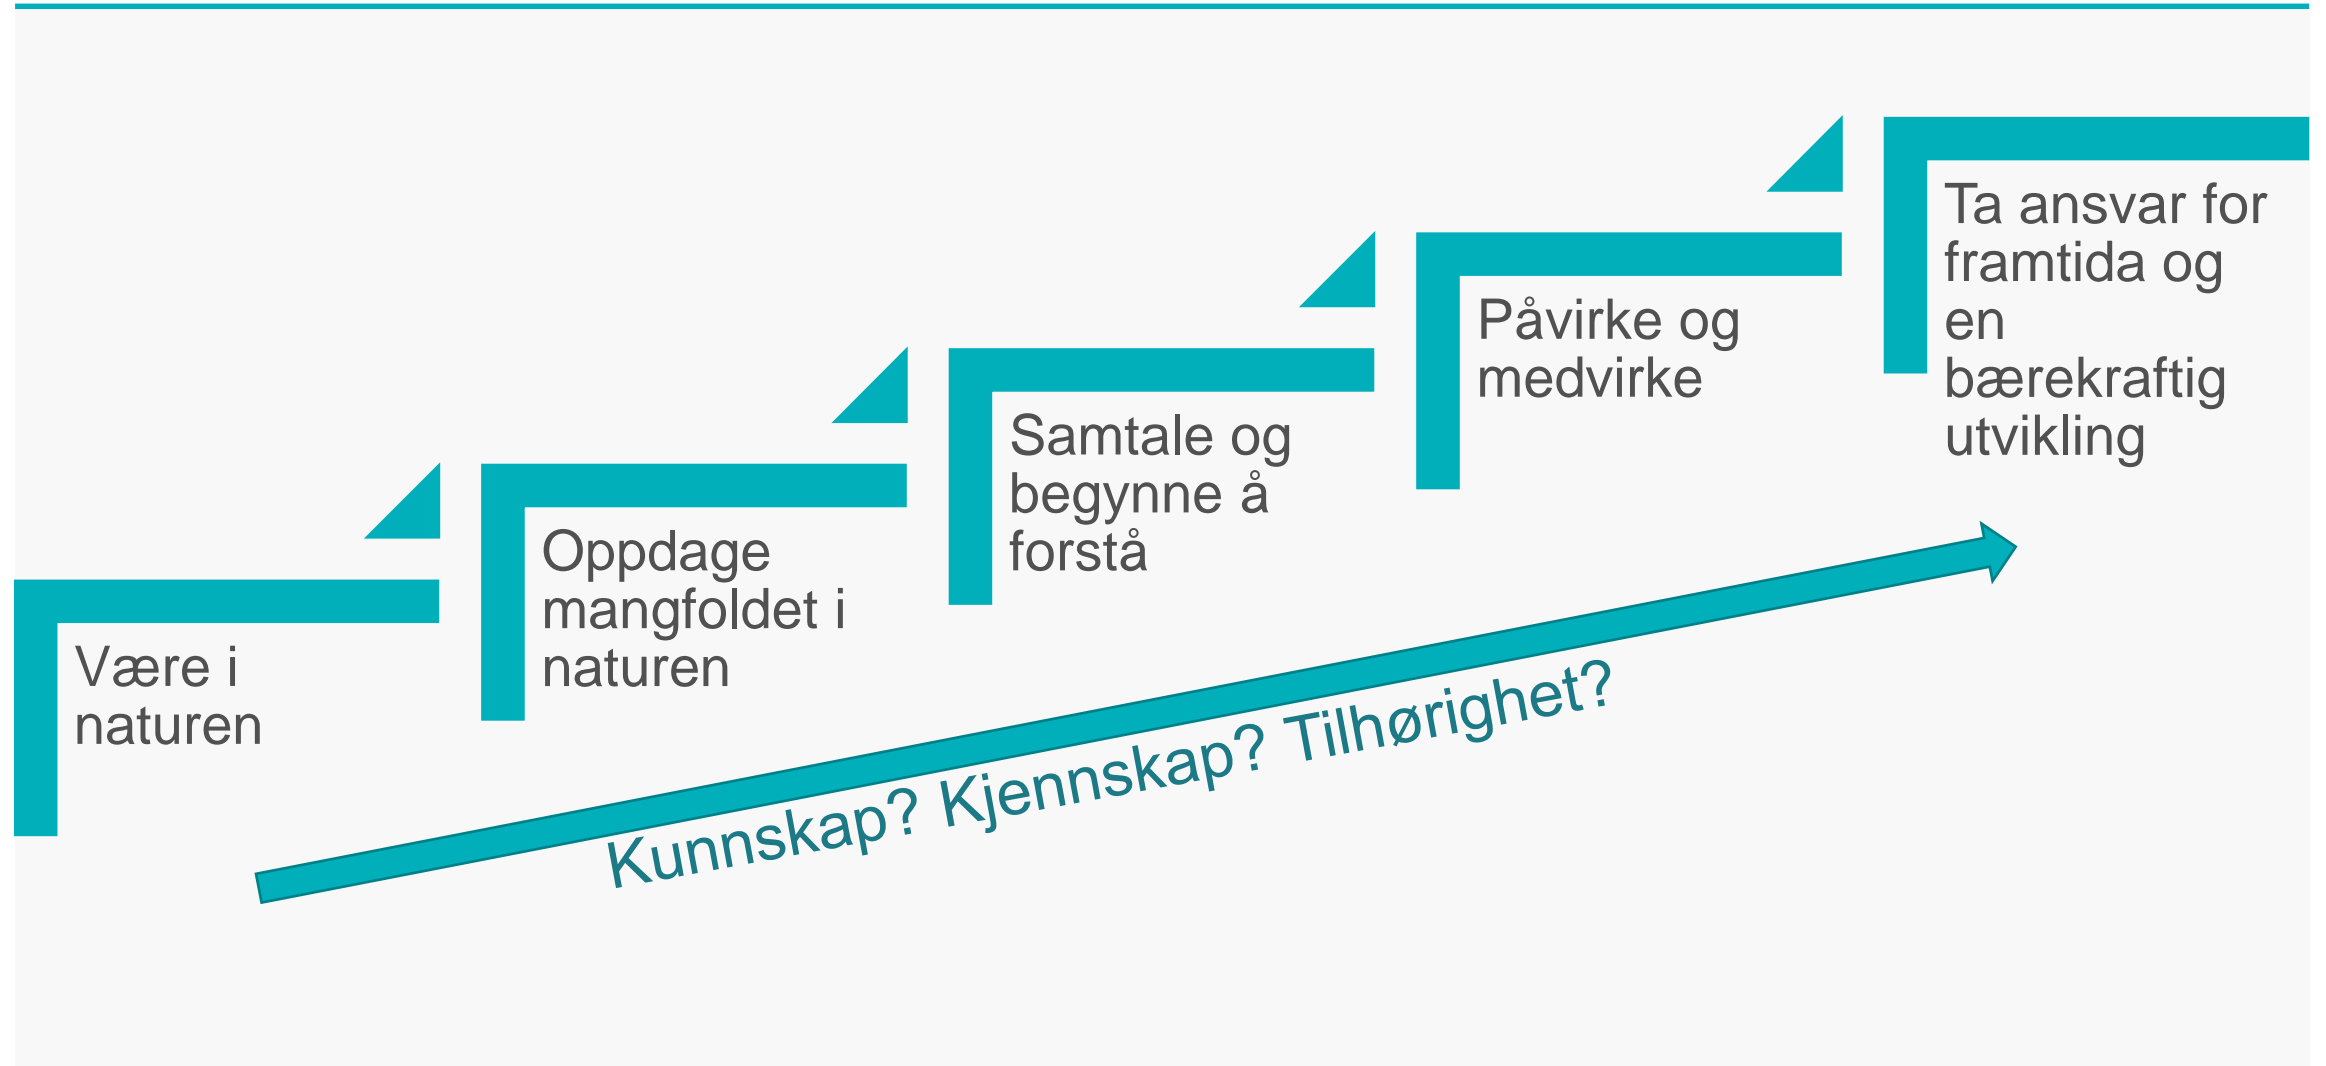 Være i
naturen
Oppdage
mangfoldet i
naturen
Samtale og
begynne å
forstå
Påvirke og
medvirke
Ta ansvar for
framtida og
en
bærekraftig
utvikling
Kunnskap? Kjennskap? Tilhørighet?